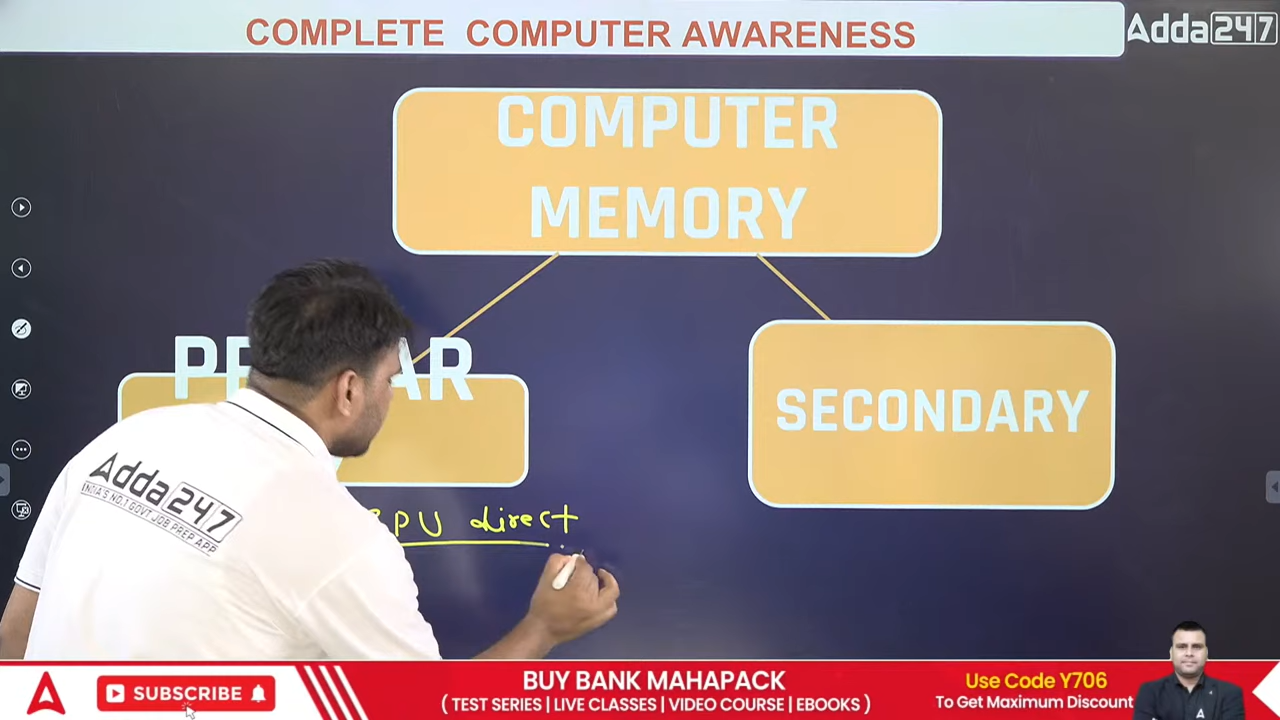 COMPLETE COMPUTER AWARENESS
Adda247
COMPUTER
MEMORY
SECONDARY
direct
Adda247
INDIA'S NO.1 GOVT JOB PREP APP
SUBSCRIBE
BUY BANK MAHAPACK
( TEST SERIES | LIVE CLASSES | VIDEO COURSE | EBOOKS )
Use Code Y706
To Get Maximum Discount